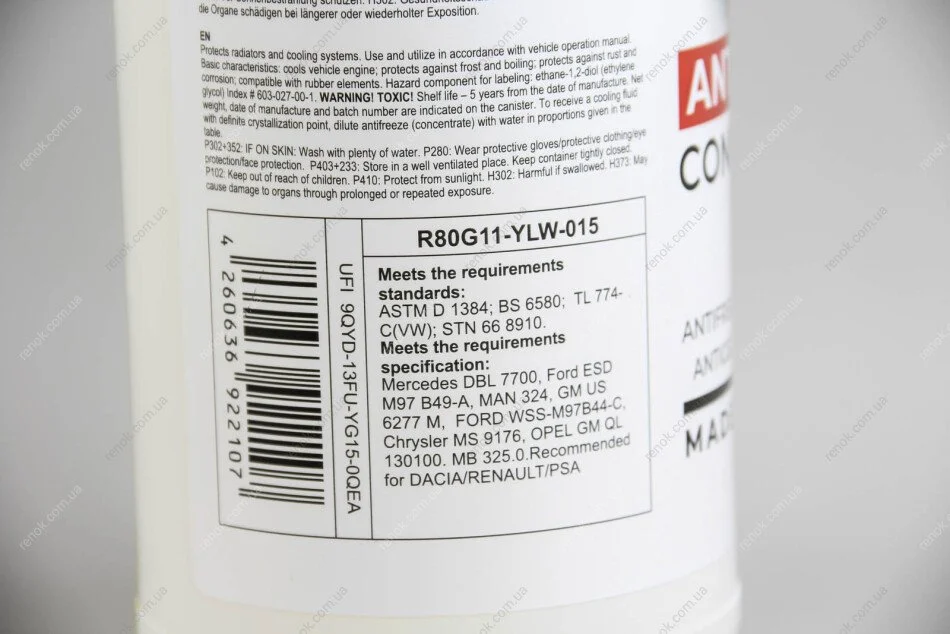 die Organe schädigen bei längerer oder wiederholter Exposition.
EN
Protects radiators and cooling systems. Use and utilize in accordance with vehicle operation manual.
Basic characteristics: cools vehicle engine; protects against frost and boiling; protects against rust and
corrosion; compatible with rubber elements. Hazard component for labeling: ethane-1,2-diol (ethylene
glycol) Index # 603-027-00-1. WARNING! TOXIC! Shelf life – 5 years from the date of manufacture. Net
weight, date of manufacture and batch number are indicated on the canister. To receive a cooling fluid
with definite crystallization point, dilute antifreeze (concentrate) with water in proportions given in the
table.
P302+352: IF ON SKIN: Wash with plenty of water. P280: Wear protective gloves/protective clothing/eye
protection/face protection. P403+233: Store in a well ventilated place. Keep container tightly closed.
P102: Keep out of reach of children. P410: Protect from sunlight. H302: Harmful if swallowed. H373: May
cause damage to organs through prolonged or repeated exposure.
4 260636 922107
UFI 9QYD-13FU-YG15-0QEA
R80G11-YLW-015
Meets the requirements
standards:
ASTM D 1384; BS 6580; TL 774-
C(VW); STN 66 8910.
Meets the requirements
specification:
Mercedes DBL 7700, Ford ESD
M97 B49-A, MAN 324, GM US
6277 M, FORD WSS-M97B44-C,
Chrysler MS 9176, OPEL GM QL
130100. MB 325.0.Recommended
for DACIA/RENAULT/PSA
AN
CON
ANTIF
MAD
renok.com.ua